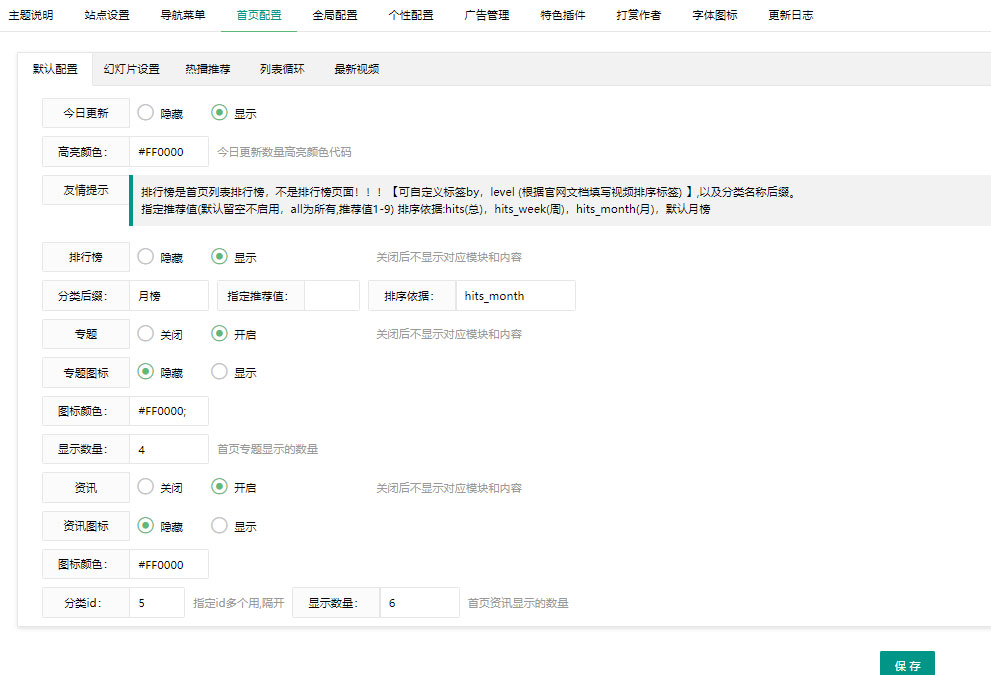 主题说明 站点设置 导航菜单 首页配置 全局配置 个性配置 广告管理 特色插件 打赏作者 字体图标 更新日志
默认配置 幻灯片设置 热播推荐 列表循环 最新视频
今日更新 隐藏 显示
高亮颜色： #FF0000 今日更新数量高亮颜色代码
友情提示 排行榜是首页列表排行榜，不是排行榜页面！！！【可自定义标签by，level (根据官网文档填写视频排序标签) 】,以及分类名称后缀。
指定推荐值(默认留空不启用，all为所有,推荐值1-9) 排序依据:hits(总)，hits_week(周)，hits_month(月)，默认月榜
排行榜 隐藏 显示 关闭后不显示对应模块和内容
分类后缀： 月榜 指定推荐值： 排序依据： hits_month
专题 关闭 开启 关闭后不显示对应模块和内容
专题图标 隐藏 显示
图标颜色： #FF0000;
显示数量： 4 首页专题显示的数量
资讯 关闭 开启 关闭后不显示对应模块和内容
资讯图标 隐藏 显示
图标颜色： #FF0000
分类id： 5 指定id多个用,隔开 显示数量： 6 首页资讯显示的数量
保 存